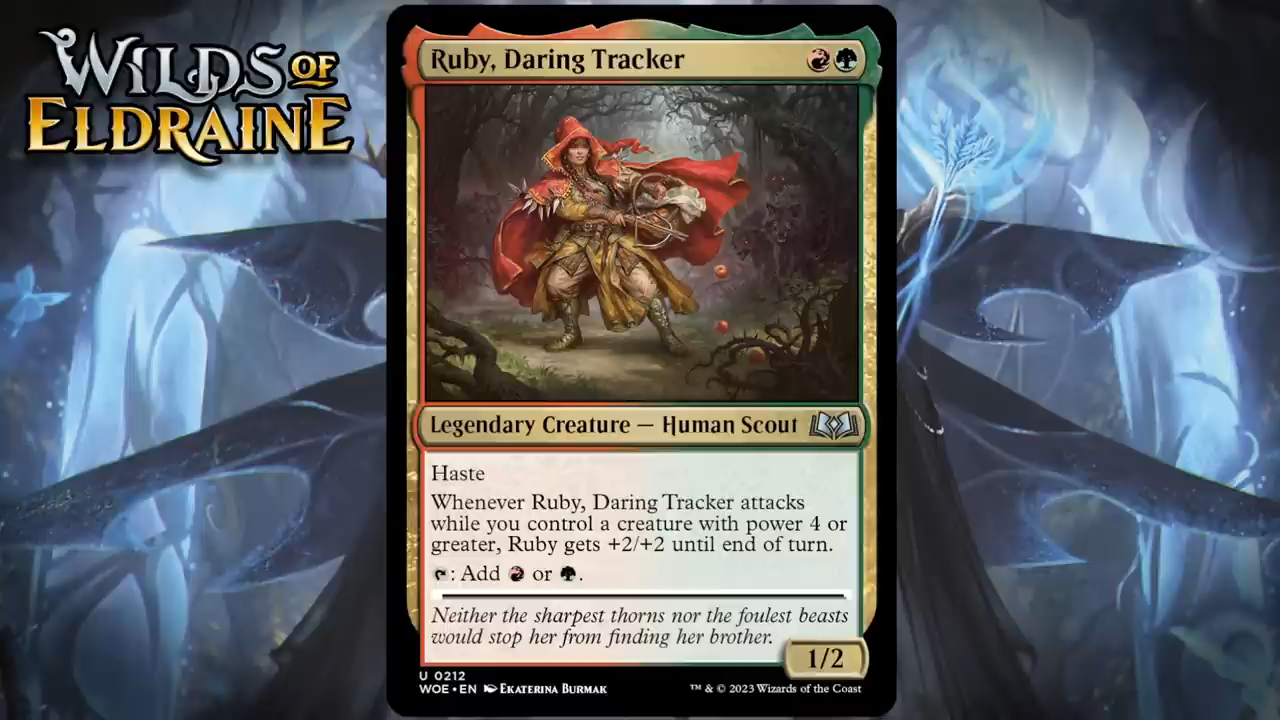 WILDS OF
ELDRAINE
Ruby, Daring Tracker
Legendary Creature — Human Scout
Haste
Whenever Ruby, Daring Tracker attacks
while you control a creature with power 4 or
greater, Ruby gets +2/+2 until end of turn.
: Add or .
Neither the sharpest thorns nor the foulest beasts
would stop her from finding her brother.
1/2
U 0212
WOE • EN Ekaterina Burmak
™ & © 2023 Wizards of the Coast